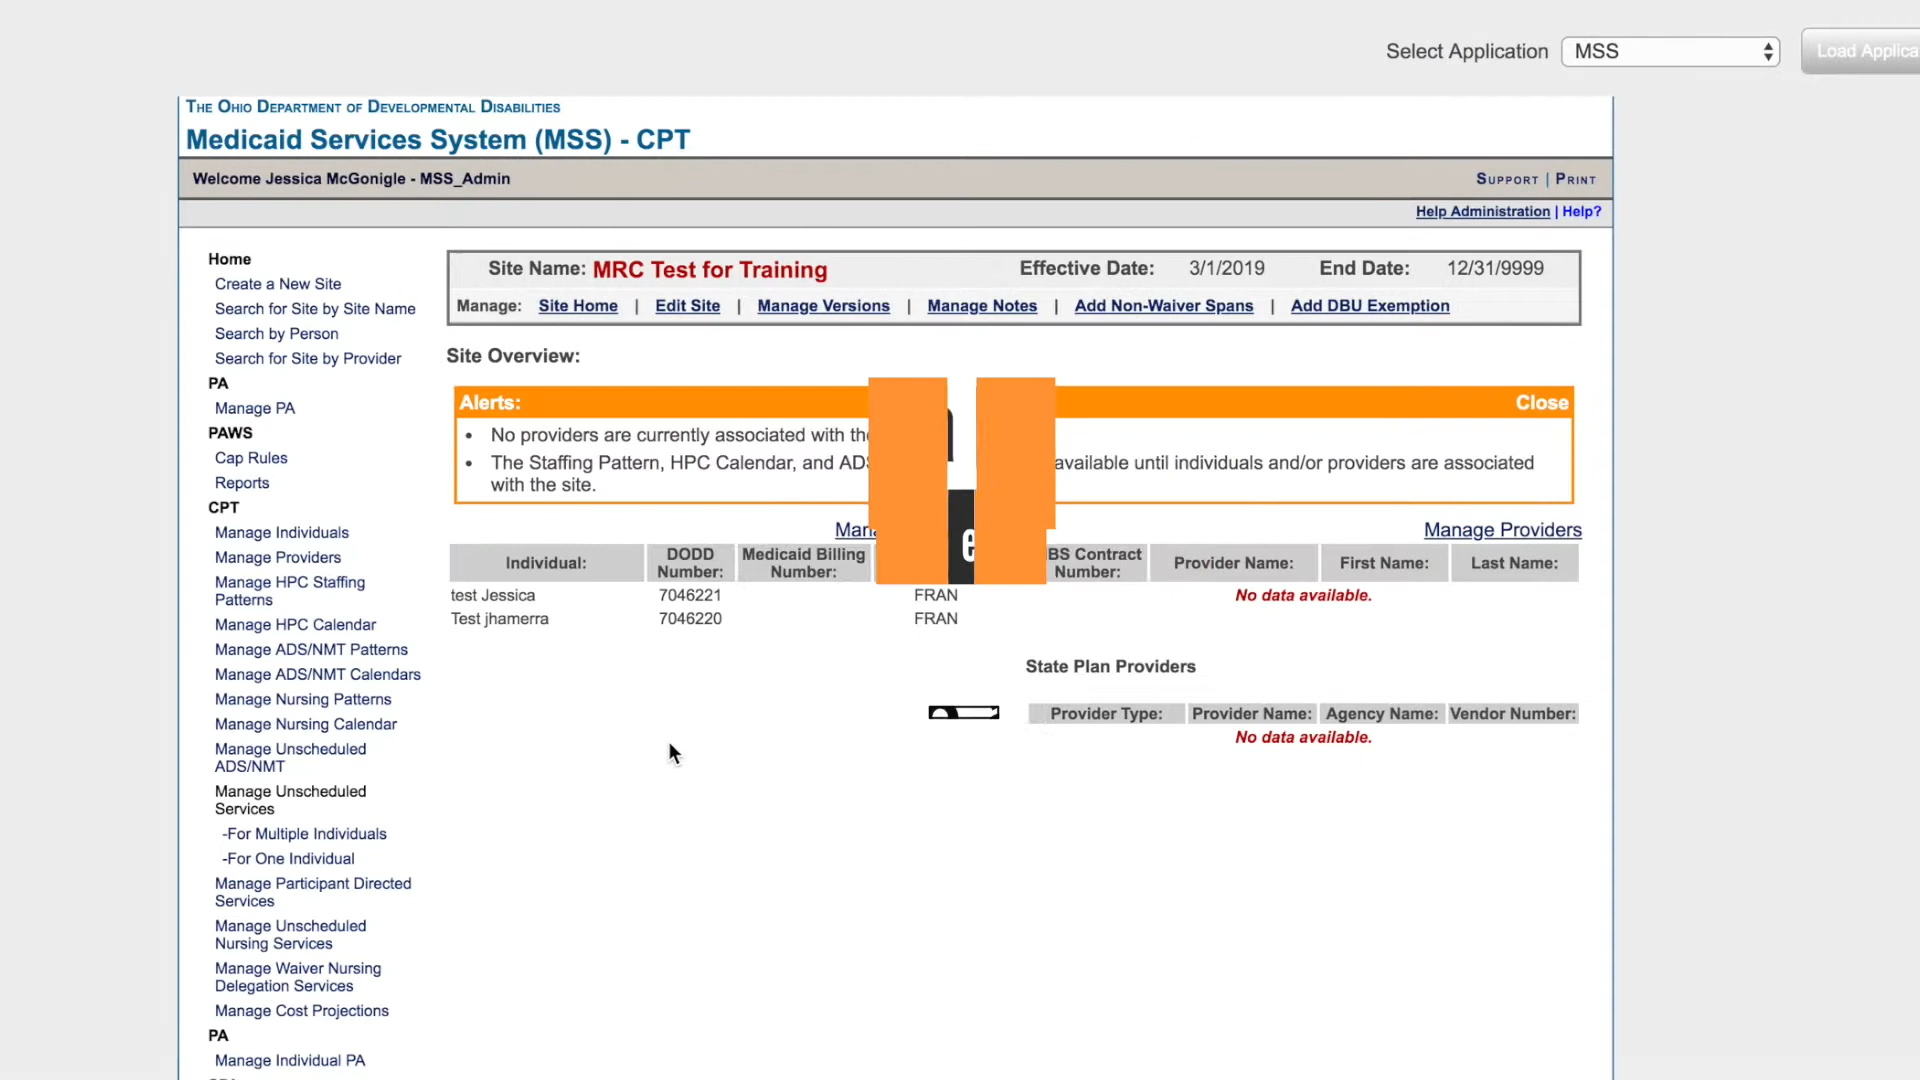 Select Application MSS Load Applica
THE OHIO DEPARTMENT OF DEVELOPMENTAL DISABILITIES
Medicaid Services System (MSS) - CPT
Welcome Jessica McGonigle - MSS_Admin
SUPPORT | PRINT
Help Administration | Help?
Home
Create a New Site
Search for Site by Site Name
Search by Person
Search for Site by Provider
PA
Manage PA
PAWS
Cap Rules
Reports
CPT
Manage Individuals
Manage Providers
Manage HPC Staffing
Patterns
Manage HPC Calendar
Manage ADS/NMT Patterns
Manage ADS/NMT Calendars
Manage Nursing Patterns
Manage Nursing Calendar
Manage Unscheduled
ADS/NMT
Manage Unscheduled
Services
-For Multiple Individuals
-For One Individual
Manage Participant Directed
Services
Manage Unscheduled
Nursing Services
Manage Waiver Nursing
Delegation Services
Manage Cost Projections
PA
Manage Individual PA
Site Name: MRC Test for Training Effective Date: 3/1/2019 End Date: 12/31/9999
Manage: Site Home | Edit Site | Manage Versions | Manage Notes | Add Non-Waiver Spans | Add DBU Exemption
Site Overview:
Alerts: Close
• No providers are currently associated with the
• The Staffing Pattern, HPC Calendar, and ADS available until individuals and/or providers are associated
with the site.
Manage Providers
Individual: DODD Number: Medicaid Billing Number:
test Jessica 7046221 FRAN
Test jhamerra 7046220 FRAN
BS Contract Number: Provider Name: First Name: Last Name:
No data available.
State Plan Providers
Provider Type: Provider Name: Agency Name: Vendor Number:
No data available.